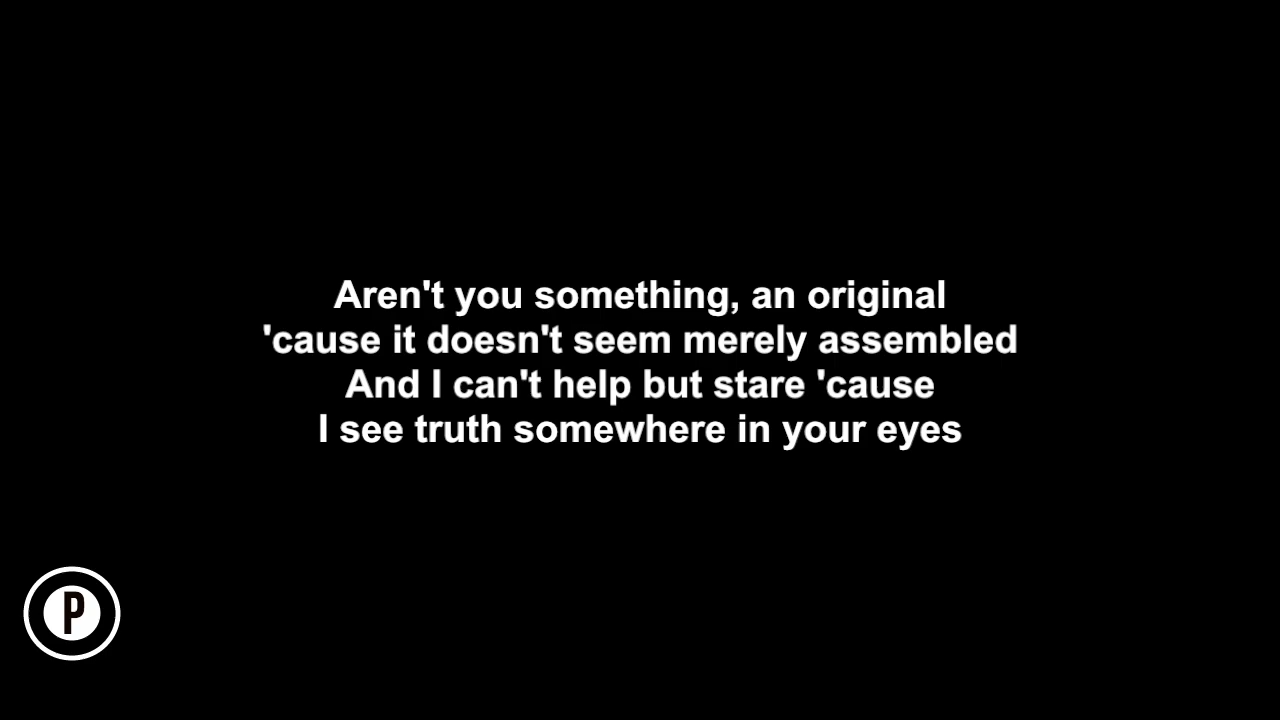 Aren't you something, an original
'cause it doesn't seem merely assembled
And I can't help but stare 'cause
I see truth somewhere in your eyes
P